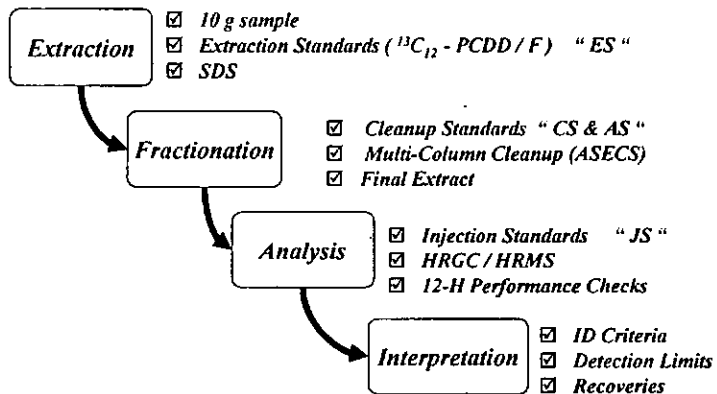 Extraction
☑ 10 g sample
☑ Extraction Standards ( ¹³C₁₂ - PCDD / F ) “ ES “
☑ SDS
Fractionation
☑ Cleanup Standards “ CS & AS “
☑ Multi-Column Cleanup (ASECS)
☑ Final Extract
Analysis
☑ Injection Standards “ JS “
☑ HRGC / HRMS
☑ 12-H Performance Checks
Interpretation
☑ ID Criteria
☑ Detection Limits
☑ Recoveries